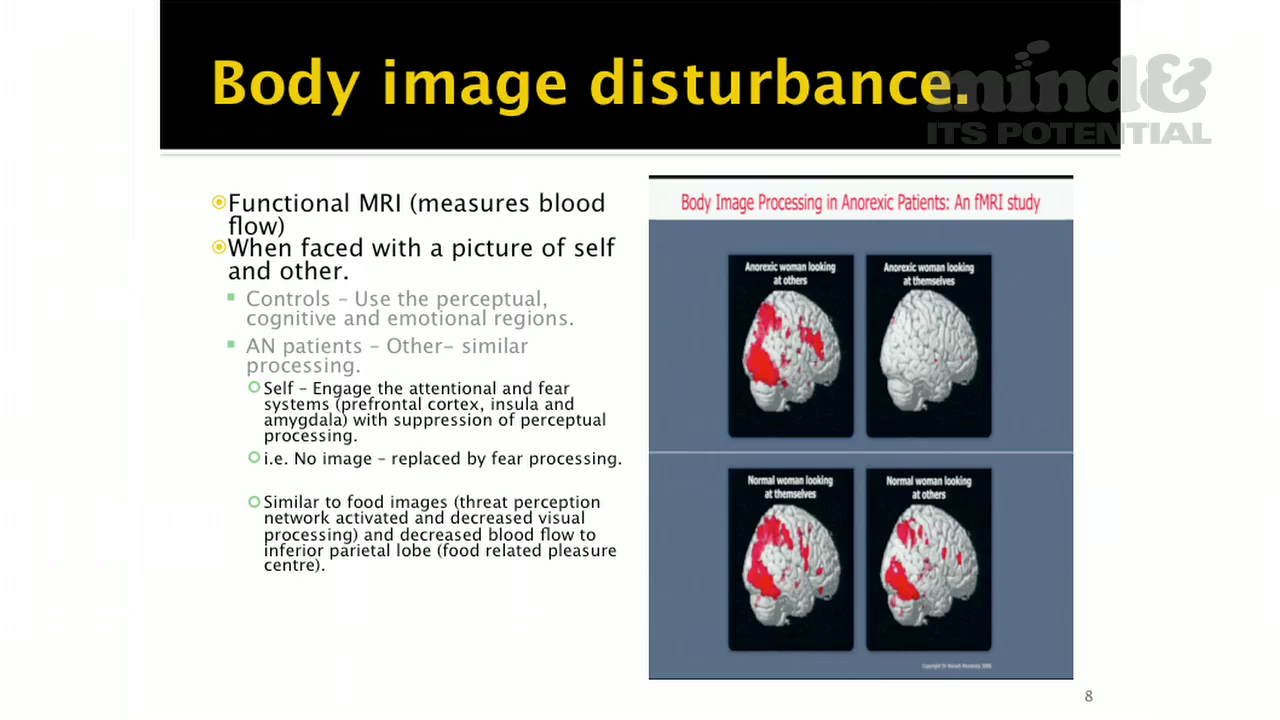 Body image disturbance.
mind&
ITS POTENTIAL
Functional MRI (measures blood
flow)
When faced with a picture of self
and other.
Controls – Use the perceptual,
cognitive and emotional regions.
AN patients – Other– similar
processing.
Self – Engage the attentional and fear
systems (prefrontal cortex, insula and
amygdala) with suppression of perceptual
processing.
i.e. No image – replaced by fear processing.
Similar to food images (threat perception
network activated and decreased visual
processing) and decreased blood flow to
inferior parietal lobe (food related pleasure
centre).
Body Image Processing in Anorexic Patients: An fMRI study
Anorexic woman looking
at others
Anorexic woman looking
at themselves
Normal woman looking
at themselves
Normal woman looking
at others
Copyright Dr
8